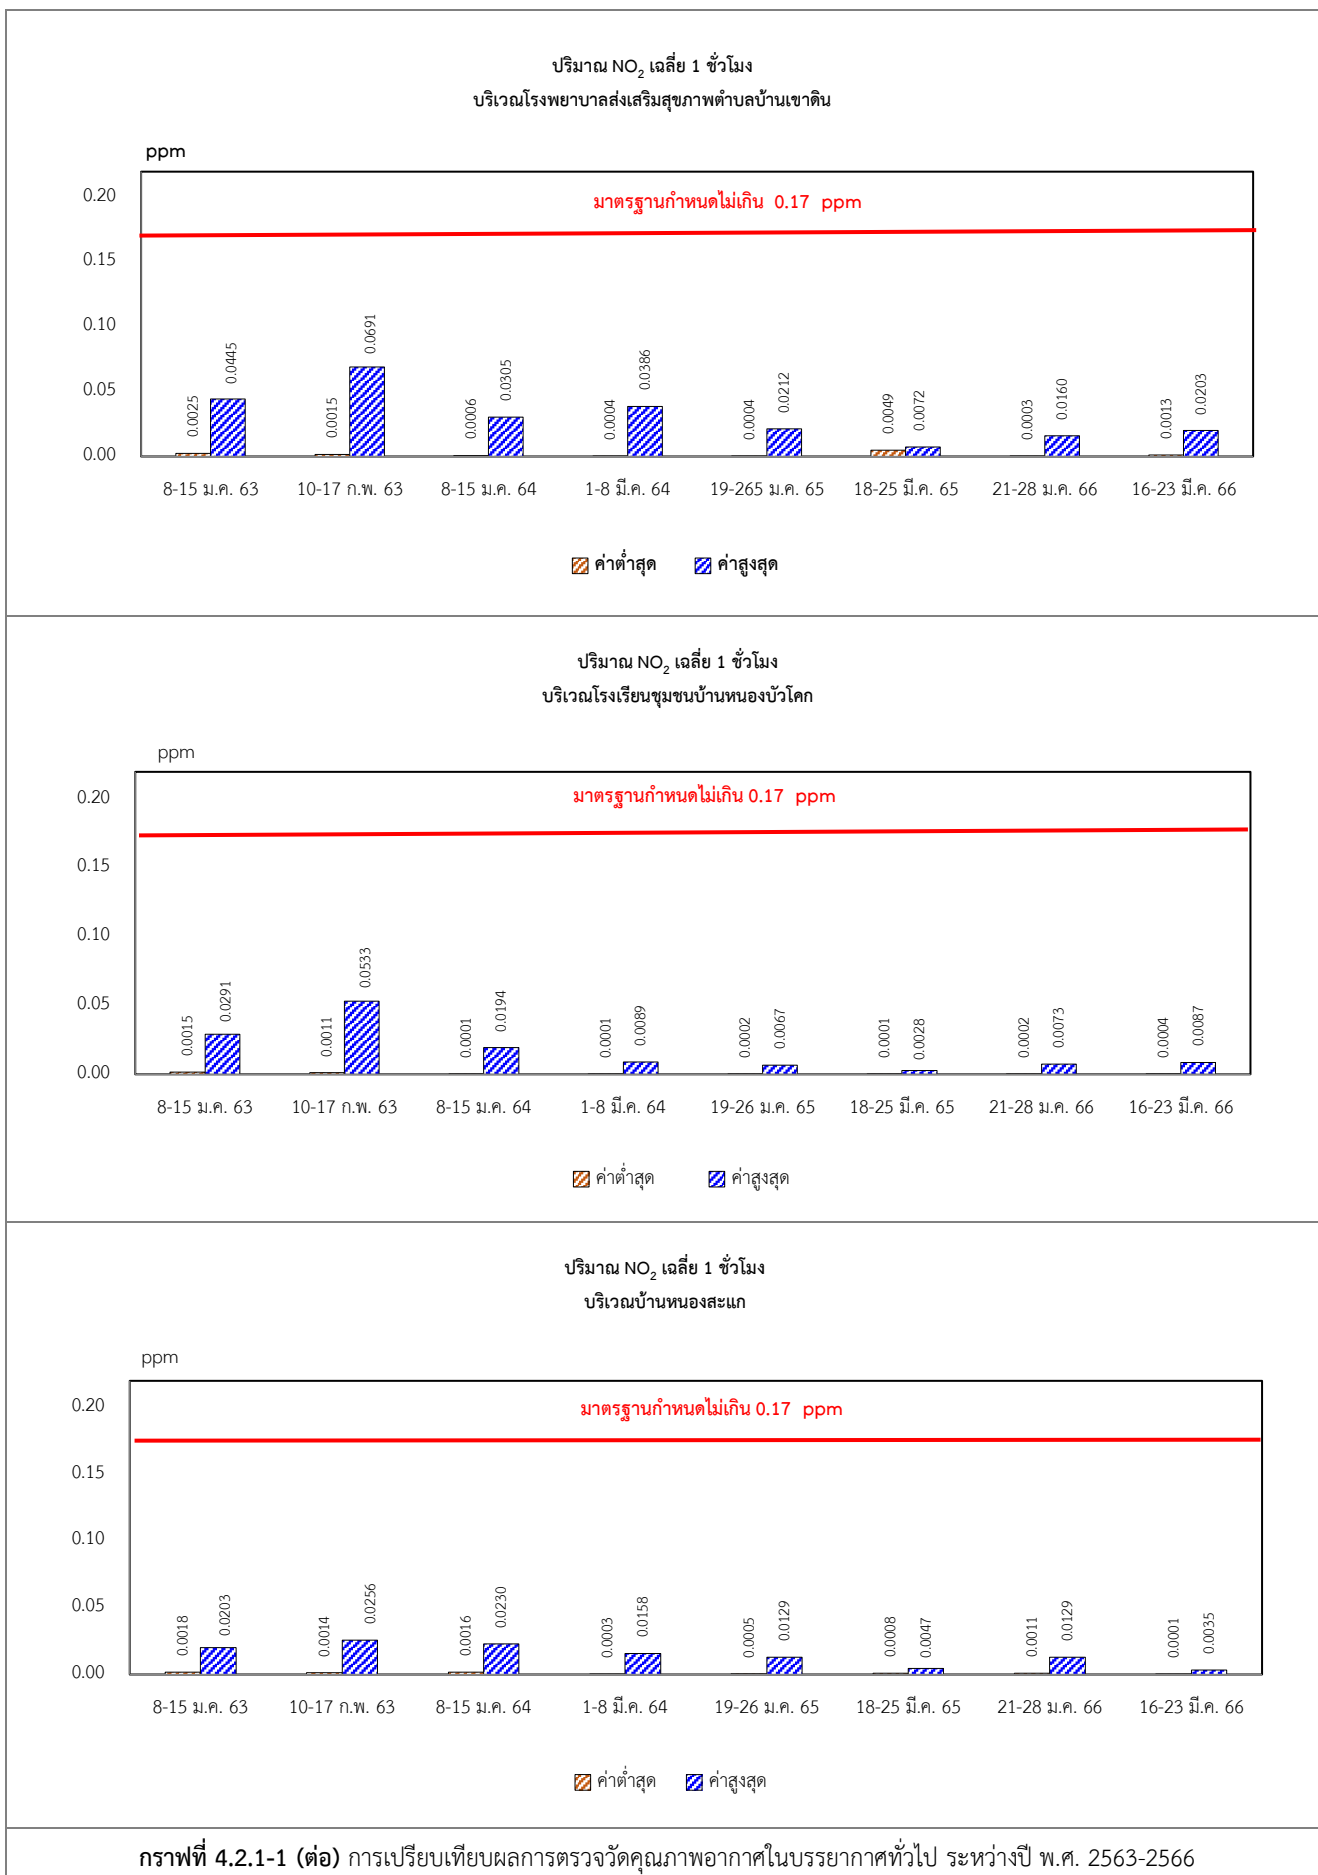 ปริมาณ NO2 เฉลี่ย 1 ชั่วโมง
บริเวณโรงพยาบาลส่งเสริมสุขภาพตำบลบ้านเขาดิน
ppm
มาตรฐานกำหนดไม่เกิน 0.17 ppm
0.20
0.15
0.10
0.05
0.00
0.0025 0.0445 0.0015 0.0691 0.0006 0.0305 0.0004 0.0386 0.0004 0.0212 0.0049 0.0072 0.0003 0.0160 0.0013 0.0203
8-15 ม.ค. 63 10-17 ก.พ. 63 8-15 ม.ค. 64 1-8 มี.ค. 64 19-265 ม.ค. 65 18-25 มี.ค. 65 21-28 ม.ค. 66 16-23 มี.ค. 66
ค่าต่ำสุด ค่าสูงสุด
ปริมาณ NO2 เฉลี่ย 1 ชั่วโมง
บริเวณโรงเรียนชุมชนบ้านหนองบัวโคก
ppm
มาตรฐานกำหนดไม่เกิน 0.17 ppm
0.20
0.15
0.10
0.05
0.00
0.0015 0.0291 0.0011 0.0533 0.0001 0.0194 0.0001 0.0089 0.0002 0.0067 0.0001 0.0028 0.0002 0.0073 0.0004 0.0087
8-15 ม.ค. 63 10-17 ก.พ. 63 8-15 ม.ค. 64 1-8 มี.ค. 64 19-26 ม.ค. 65 18-25 มี.ค. 65 21-28 ม.ค. 66 16-23 มี.ค. 66
ค่าต่ำสุด ค่าสูงสุด
ปริมาณ NO2 เฉลี่ย 1 ชั่วโมง
บริเวณบ้านหนองสะแก
ppm
มาตรฐานกำหนดไม่เกิน 0.17 ppm
0.20
0.15
0.10
0.05
0.00
0.0018 0.0203 0.0014 0.0256 0.0016 0.0230 0.0003 0.0158 0.0005 0.0129 0.0008 0.0047 0.0011 0.0129 0.0001 0.0035
8-15 ม.ค. 63 10-17 ก.พ. 63 8-15 ม.ค. 64 1-8 มี.ค. 64 19-26 ม.ค. 65 18-25 มี.ค. 65 21-28 ม.ค. 66 16-23 มี.ค. 66
ค่าต่ำสุด ค่าสูงสุด
กราฟที่ 4.2.1-1 (ต่อ) การเปรียบเทียบผลการตรวจวัดคุณภาพอากาศในบรรยากาศทั่วไป ระหว่างปี พ.ศ. 2563-2566